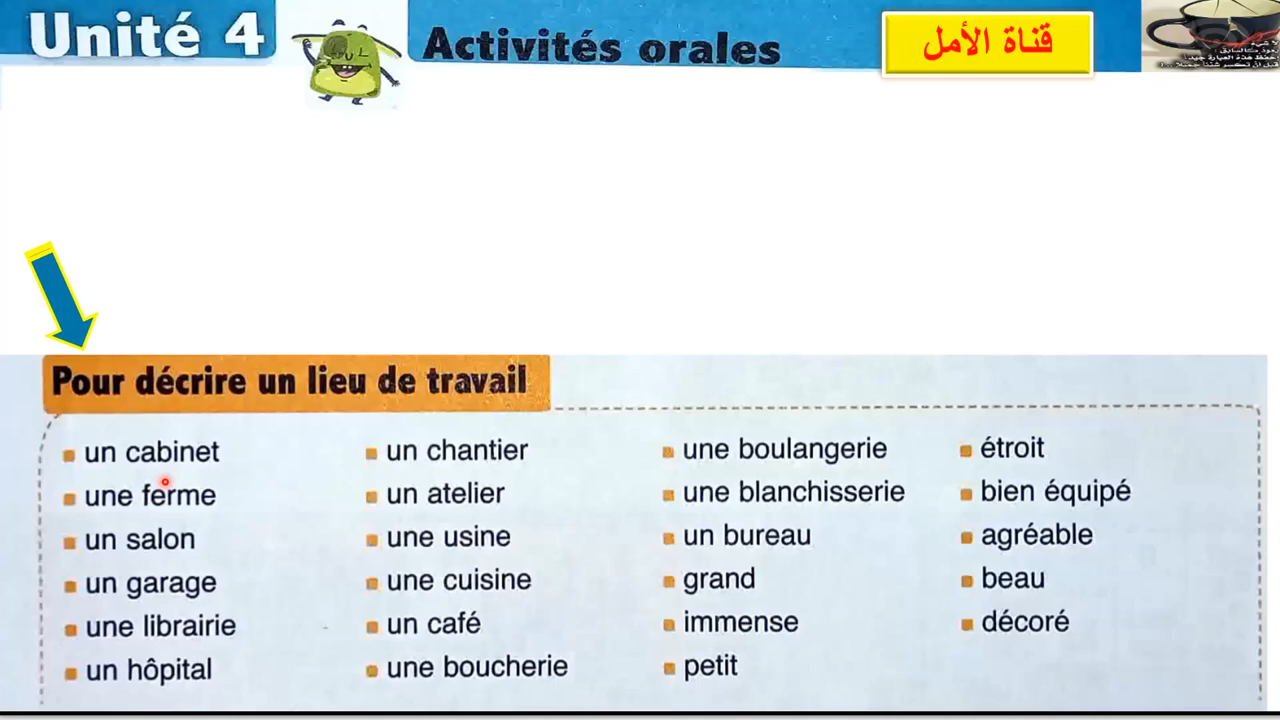 Unité 4
Activités orales
قناة الأمل
Pour décrire un lieu de travail
un cabinet
une ferme
un salon
un garage
une librairie
un hôpital
un chantier
un atelier
une usine
une cuisine
un café
une boucherie
une boulangerie
une blanchisserie
un bureau
grand
immense
petit
étroit
bien équipé
agréable
beau
décoré